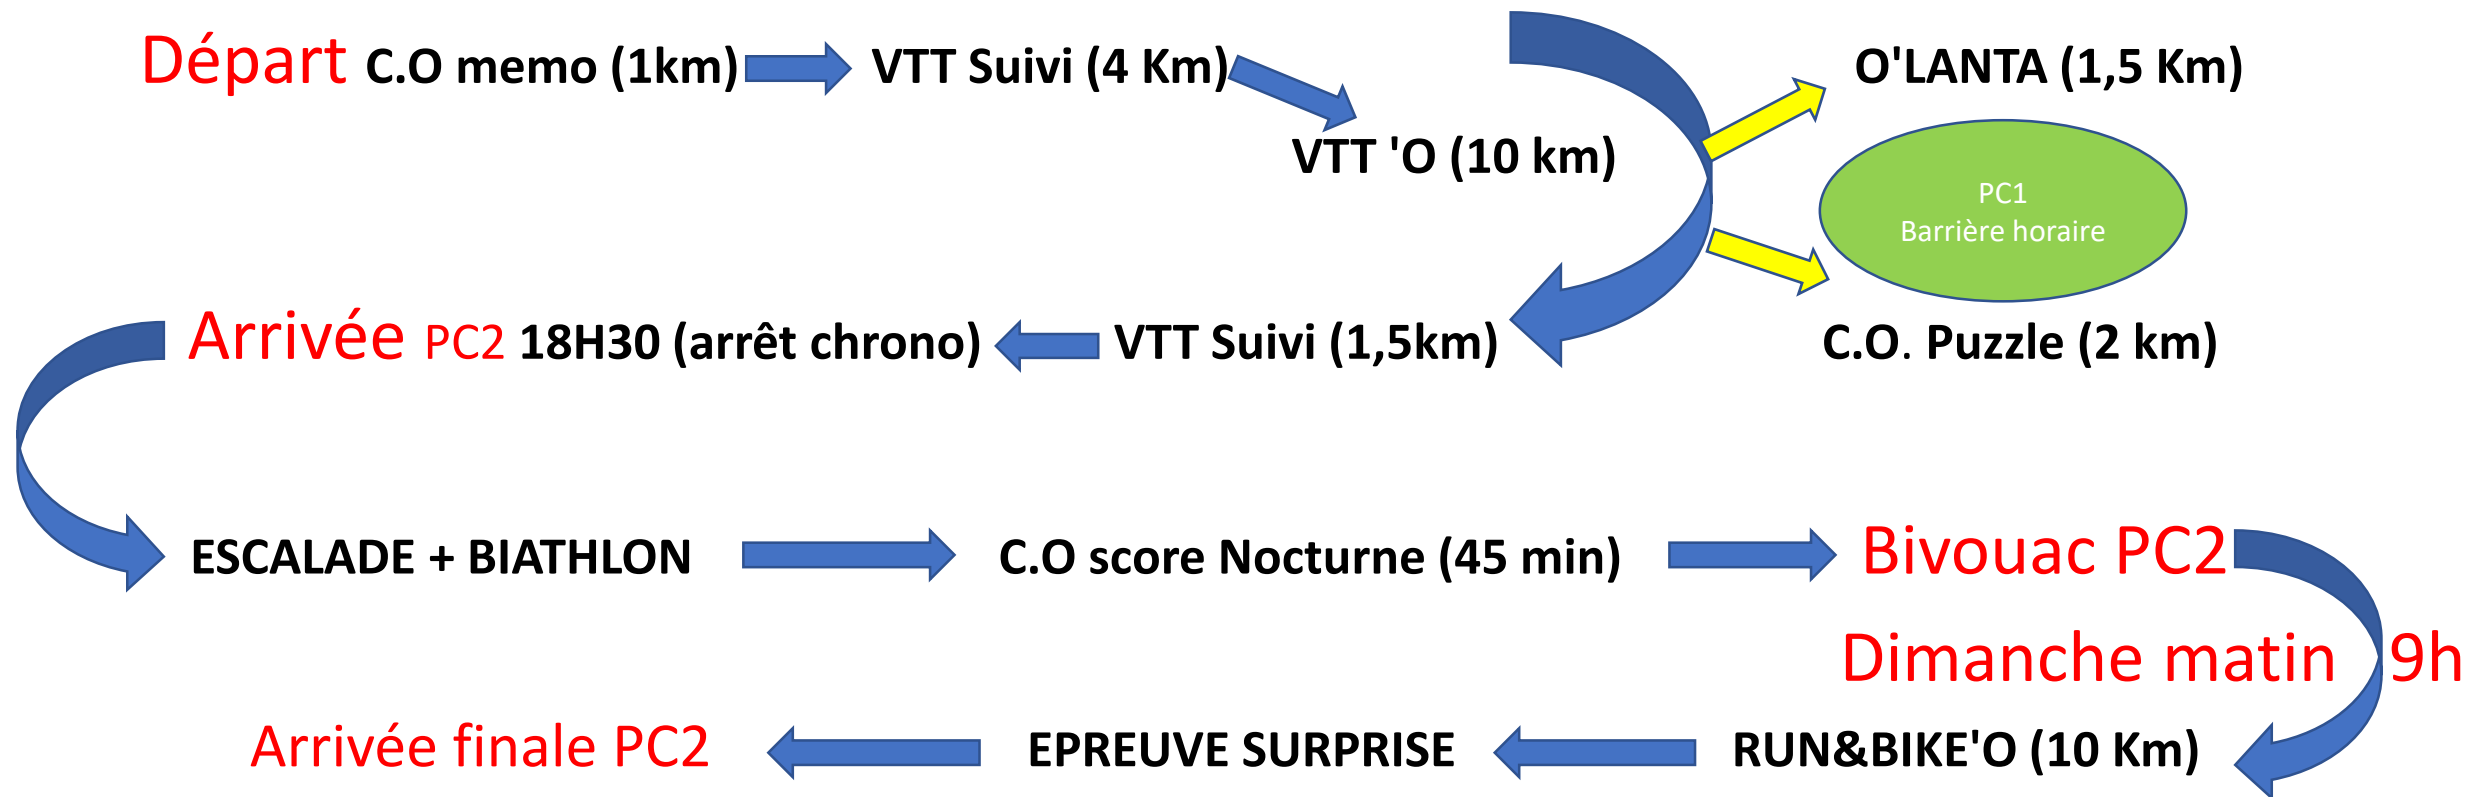 Départ C.O memo (1km) VTT Suivi (4 Km)
VTT 'O (10 km)
O'LANTA (1,5 Km)
PC1
Barrière horaire
C.O. Puzzle (2 km)
VTT Suivi (1,5km)
Arrivée PC2 18H30 (arrêt chrono)
ESCALADE + BIATHLON
C.O score Nocturne (45 min)
Bivouac PC2
Dimanche matin 9h
RUN&BIKE'O (10 Km)
EPREUVE SURPRISE
Arrivée finale PC2